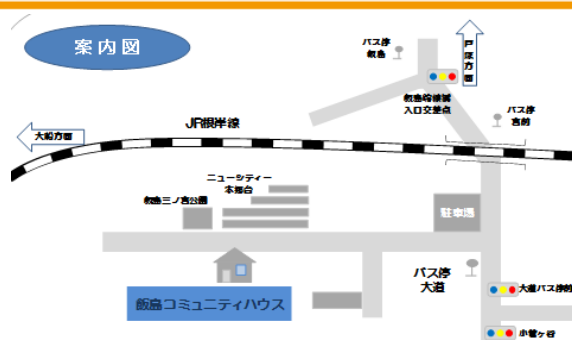 案内図
バス停
飯島
戸塚
方面
飯島
入口交差点
バス停
宮前
大船方面
JR根岸線
ニューシティー
本郷台
飯島三ノ宮公園
駐車場
バス停
大道
飯島コミュニティハウス
大道バス停前
小菅ヶ谷